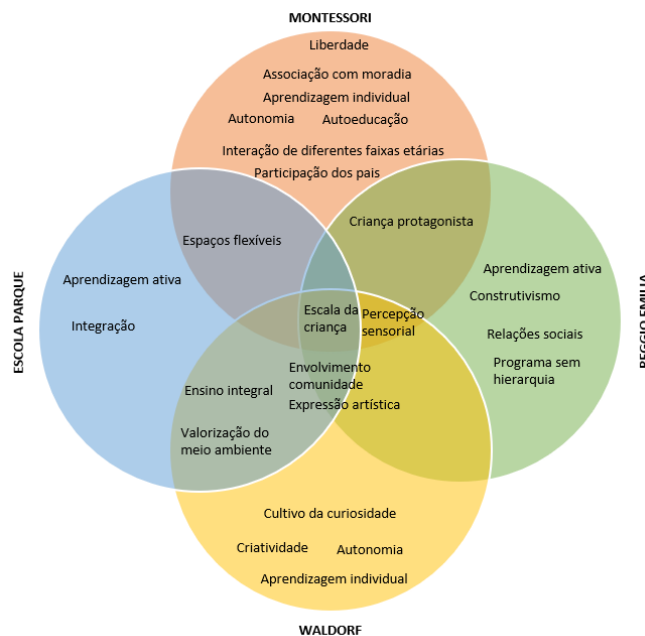 MONTESSORI
Liberdade
Associação com moradia
Aprendizagem individual
Autonomia
Autoeducação
Interação de diferentes faixas etárias
Participação dos pais
Espaços flexíveis
Criança protagonista
ESCOLA PARQUE
Aprendizagem ativa
Integração
Escala da
criança
Percepção
sensorial
Aprendizagem ativa
Construtivismo
Relações sociais
Programa sem
hierarquia
REGGIO EMILIA
Ensino integral
Envolvimento
comunidade
Expressão artística
Valorização do
meio ambiente
Cultivo da curiosidade
Criatividade
Autonomia
Aprendizagem individual
WALDORF